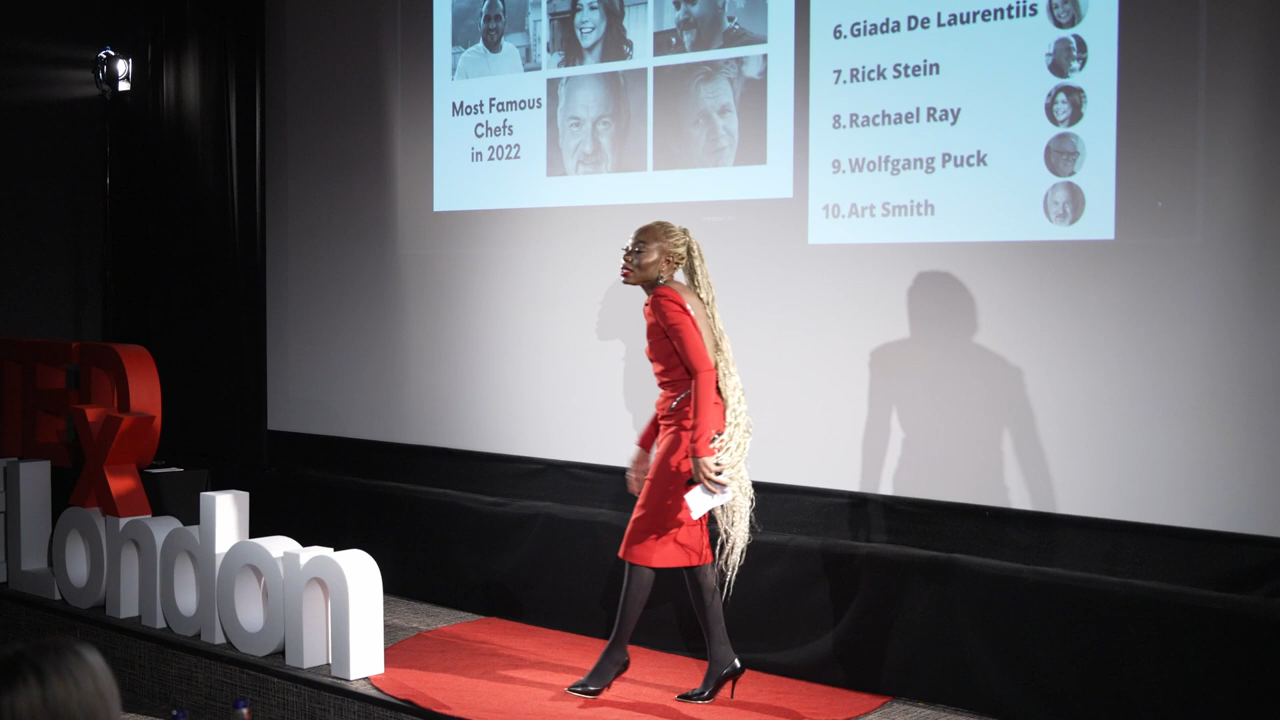 Most Famous
Chefs
in 2022
6. Giada De Laurentiis
7. Rick Stein
8. Rachael Ray
9. Wolfgang Puck
10. Art Smith
TED
x
London